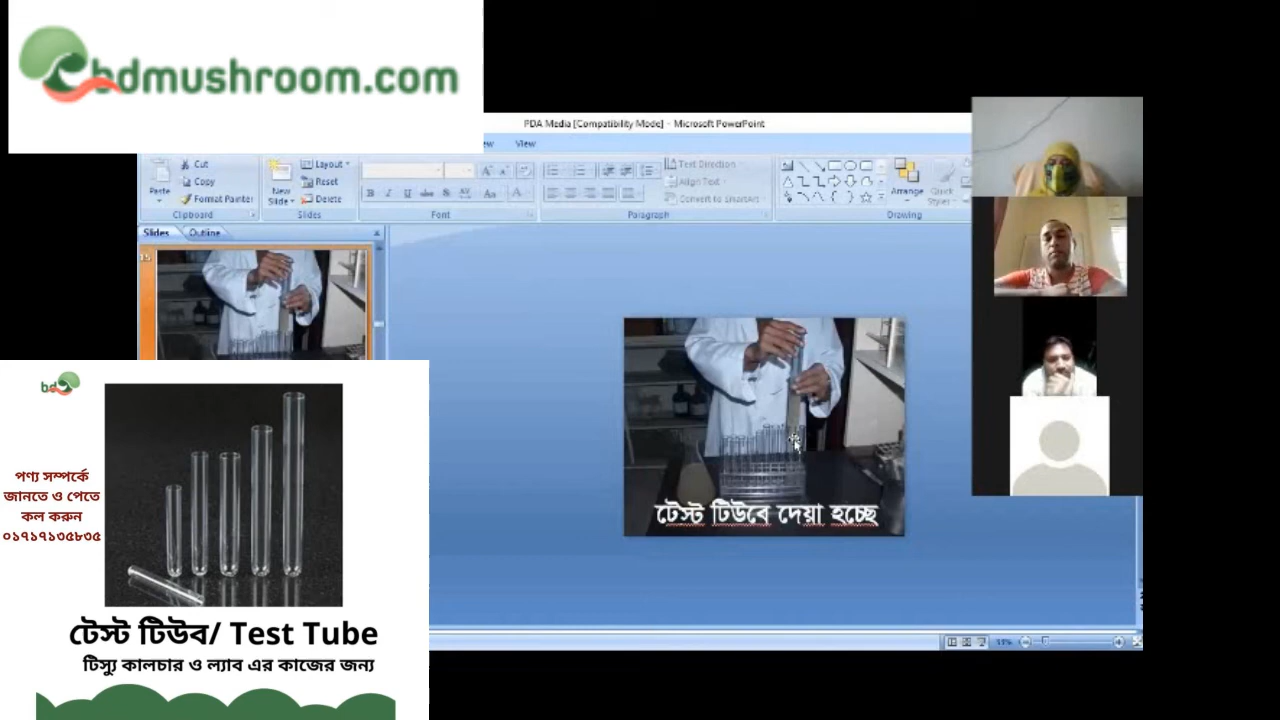 bdmushroom.com
PDA Media [Compatibility Mode] - Microsoft PowerPoint
View
Cut
Copy
Format Painter
Paste
Clipboard
New
Slide
Layout
Reset
Delete
Slides
Font
Text Direction
Align Text
Convert to SmartArt
Paragraph
Arrange
Quick
Styles
Drawing
Slides
Outline
15
টেস্ট টিউবে দেয়া হচ্ছে
bd
পণ্য সম্পর্কে
জানতে ও পেতে
কল করুন
০১৭১৭১৩৫৮৩৫
টেস্ট টিউব/ Test Tube
টিস্যু কালচার ও ল্যাব এর কাজের জন্য